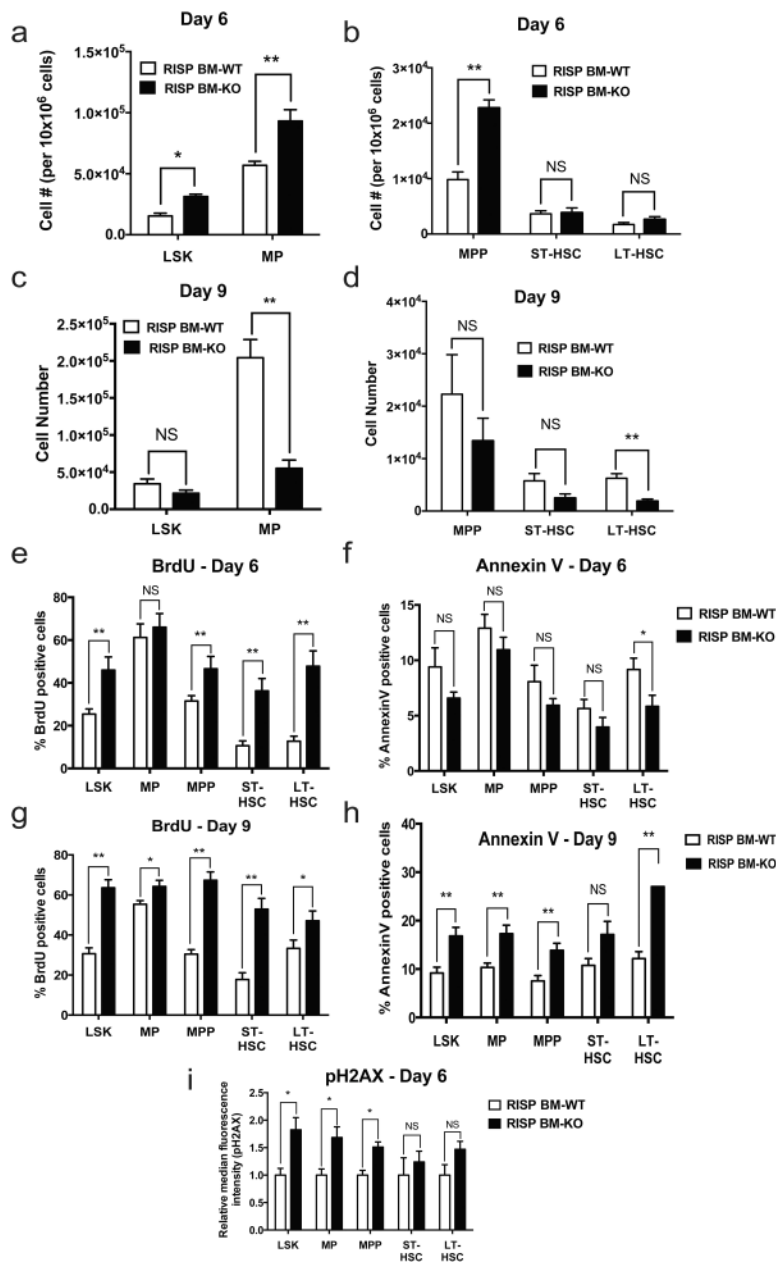 a
Day 6
Cell # (per 10x10⁶ cells)
1.5×10⁵
1.0×10⁵
5.0×10⁴
0.0
RISP BM-WT
RISP BM-KO
*
**
LSK
MP
b
Day 6
Cell # (per 10x10⁶ cells)
3×10⁴
2×10⁴
1×10⁴
0
**
NS
NS
RISP BM-WT
RISP BM-KO
MPP
ST-HSC
LT-HSC
c
Day 9
Cell Number
2.5×10⁵
2.0×10⁵
1.5×10⁵
1.0×10⁵
5.0×10⁴
0.0
RISP BM-WT
RISP BM-KO
NS
**
LSK
MP
d
Day 9
Cell Number
4×10⁴
3×10⁴
2×10⁴
1×10⁴
0
NS
NS
**
RISP BM-WT
RISP BM-KO
MPP
ST-HSC
LT-HSC
e
BrdU - Day 6
% BrdU positive cells
80
60
40
20
0
**
NS
**
**
**
LSK
MP
MPP
ST-
HSC
LT-
HSC
f
Annexin V - Day 6
% AnnexinV positive cells
15
10
5
0
NS
NS
NS
NS
*
RISP BM-WT
RISP BM-KO
LSK
MP
MPP
ST-
HSC
LT-
HSC
g
BrdU - Day 9
% BrdU positive cells
80
60
40
20
0
**
*
**
**
*
LSK
MP
MPP
ST-
HSC
LT-
HSC
h
Annexin V - Day 9
% AnnexinV positive cells
40
20
10
0
**
**
**
NS
**
RISP BM-WT
RISP BM-KO
LSK
MP
MPP
ST-
HSC
LT-
HSC
i
pH2AX - Day 6
Relative median fluorescence
intensity (pH2AX)
2.5
2.0
1.5
1.0
0.5
0.0
*
*
*
NS
NS
RISP BM-WT
RISP BM-KO
LSK
MP
MPP
ST-
HSC
LT-
HSC